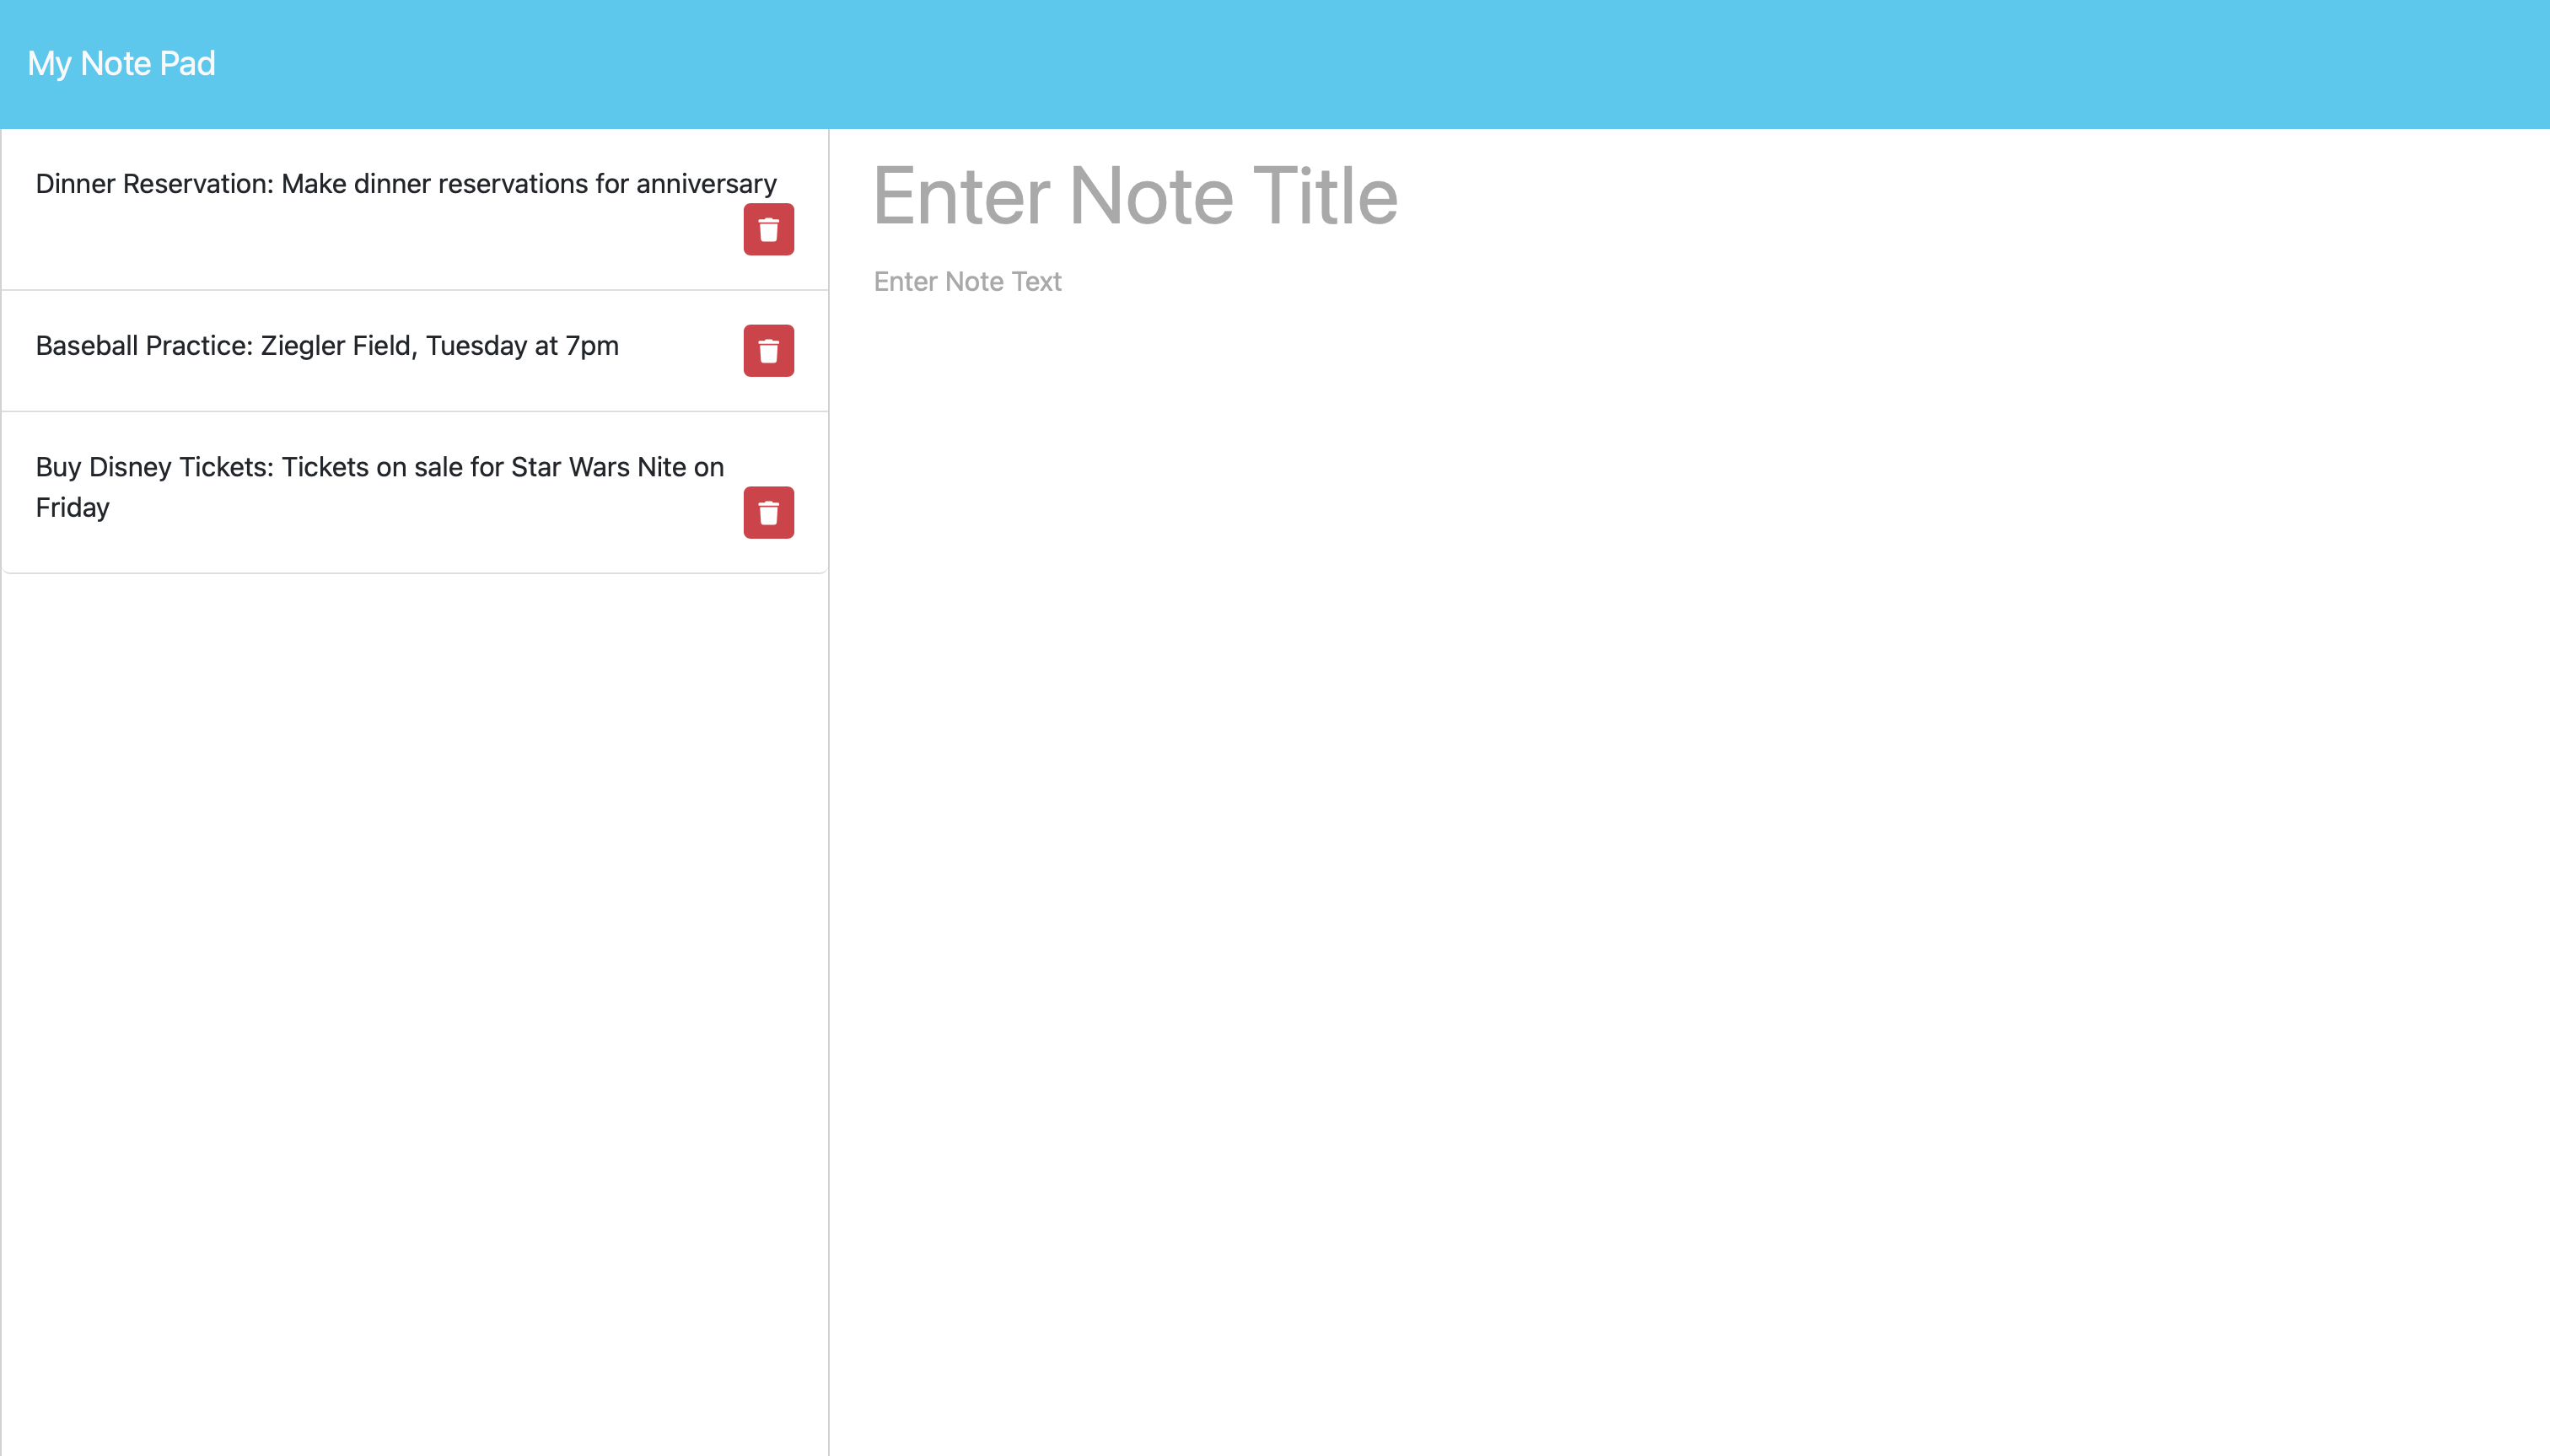 My Note Pad
Dinner Reservation: Make dinner reservations for anniversary
Baseball Practice: Ziegler Field, Tuesday at 7pm
Buy Disney Tickets: Tickets on sale for Star Wars Nite on
Friday
Enter Note Title
Enter Note Text